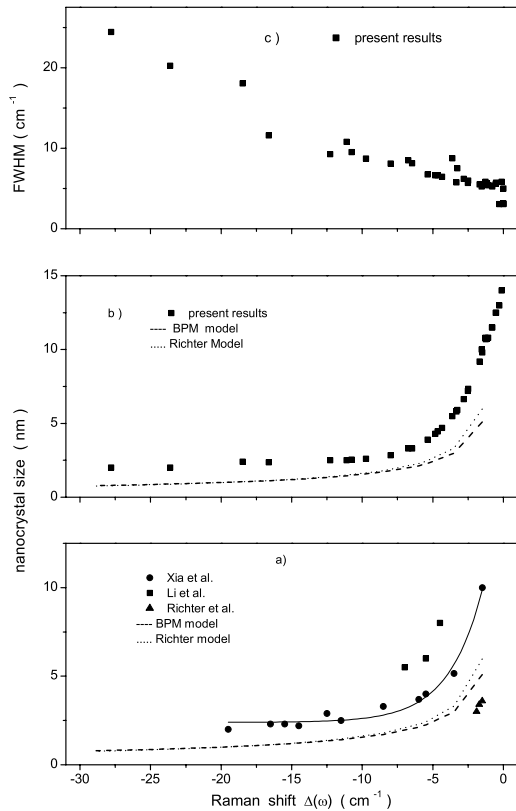 c )
present results
20
10
0
FWHM ( cm⁻¹ )
15
b )
present results
BPM model
Richter Model
10
5
0
nanocrystal size ( nm )
a)
10
Xia et al.
Li et al.
Richter et al.
BPM model
Richter model
5
0
-30 -25 -20 -15 -10 -5 0
Raman shift Δ(ω) ( cm⁻¹ )